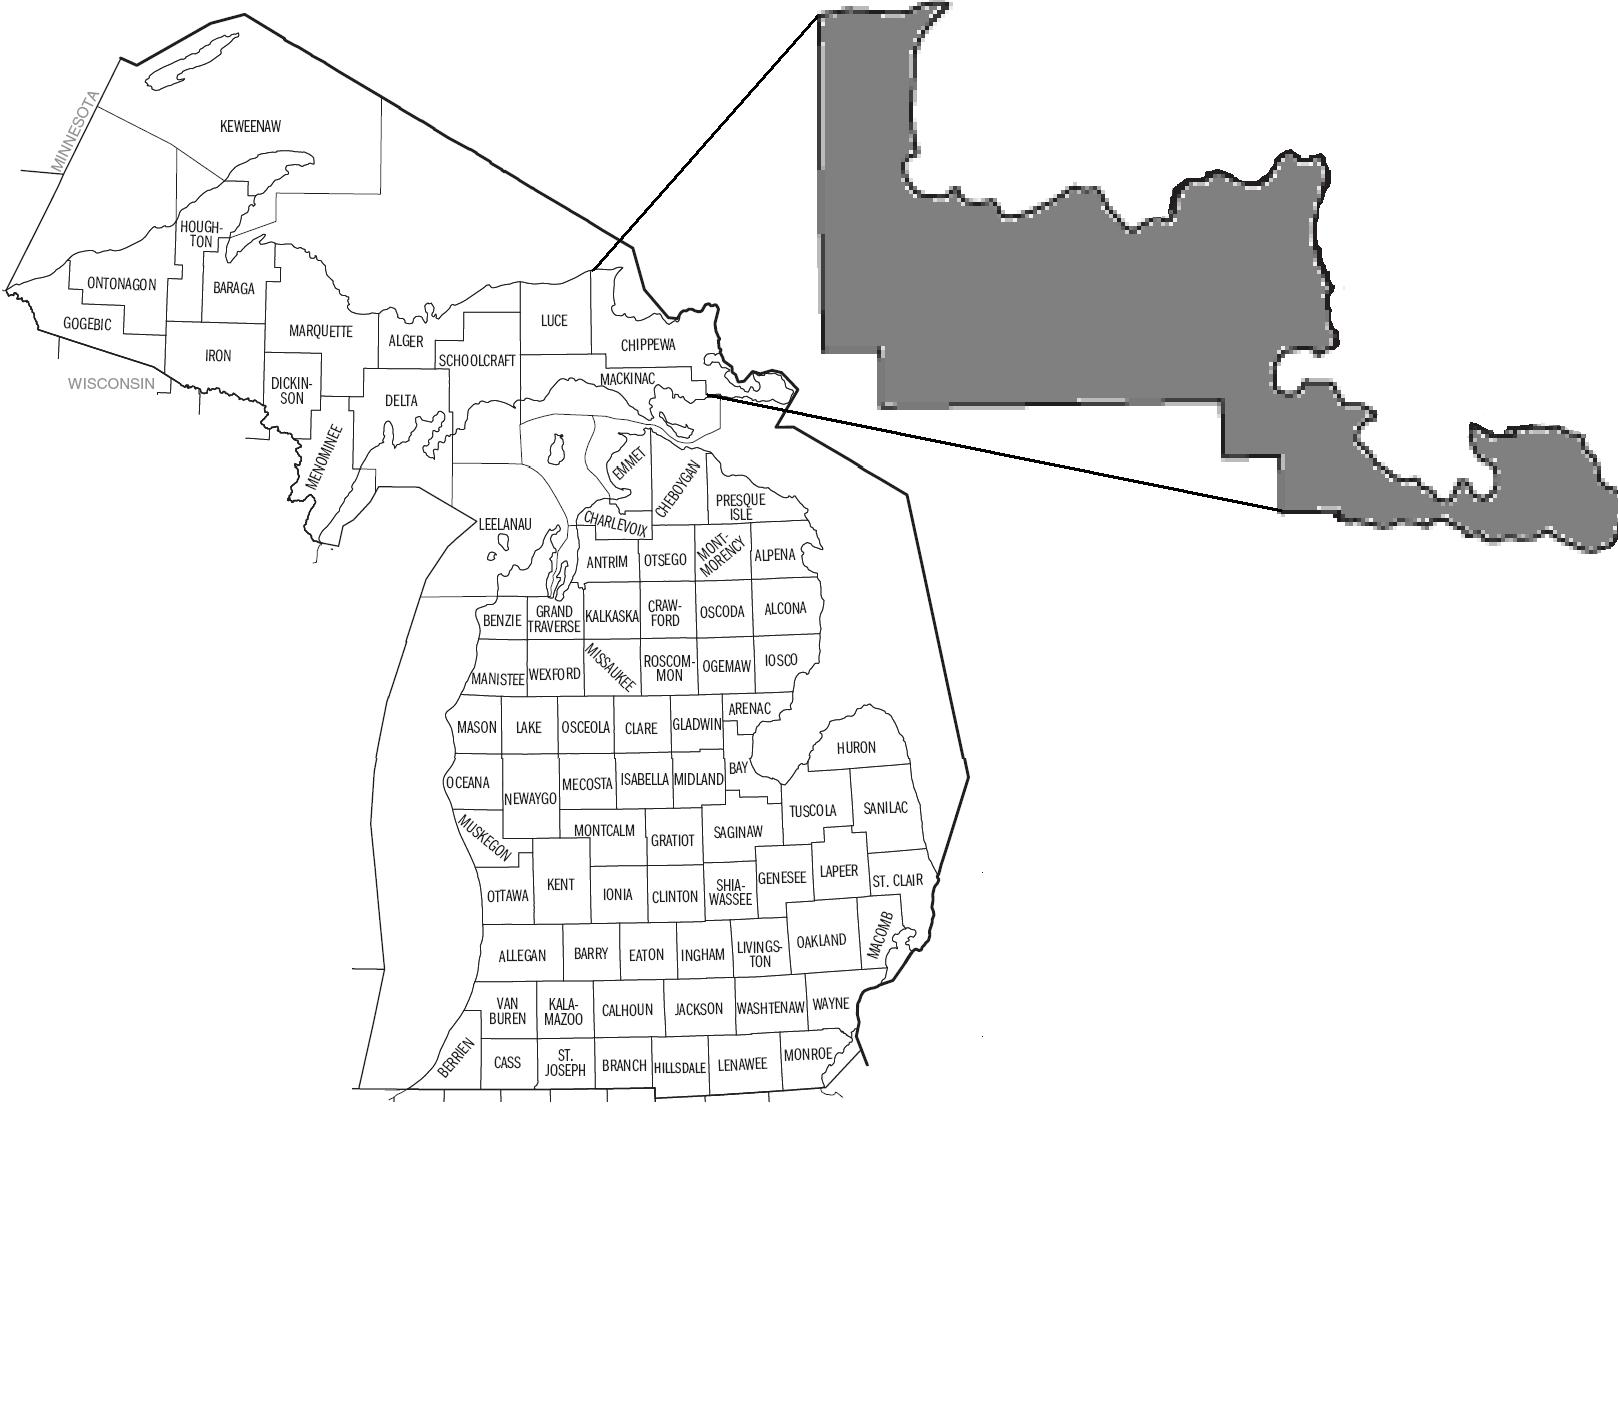 MINNESOTA
KEWEENAW
HOUGH-
TON
ONTONAGON
BARAGA
GOGEBIC
MARQUETTE
LUCE
ALGER
CHIPPEWA
IRON
SCHOOLCRAFT
WISCONSIN
DICKIN-
SON
MACKINAC
DELTA
MENOMINEE
EMMET
CHEBOYGAN
PRESQUE
ISLE
LEELANAU
CHARLEVOIX
ANTRIM
OTSEGO
MONT-
MORENCY
ALPENA
BENZIE
GRAND
TRAVERSE
KALKASKA
CRAW-
FORD
OSCODA
ALCONA
MANISTEE
WEXFORD
MISSAUKEE
ROSCOM-
MON
OGEMAW
IOSCO
MASON
LAKE
OSCEOLA
CLARE
GLADWIN
ARENAC
HURON
OCEANA
NEWAYGO
MECOSTA
ISABELLA
MIDLAND
BAY
TUSCOLA
SANILAC
MUSKEGON
MONTCALM
GRATIOT
SAGINAW
OTTAWA
KENT
IONIA
CLINTON
SHIA-
WASSEE
GENESEE
LAPEER
ST. CLAIR
ALLEGAN
BARRY
EATON
INGHAM
LIVINGS-
TON
OAKLAND
MACOMB
VAN
BUREN
KALA-
MAZOO
CALHOUN
JACKSON
WASHTENAW
WAYNE
BERRIEN
CASS
ST.
JOSEPH
BRANCH
HILLSDALE
LENAWEE
MONROE